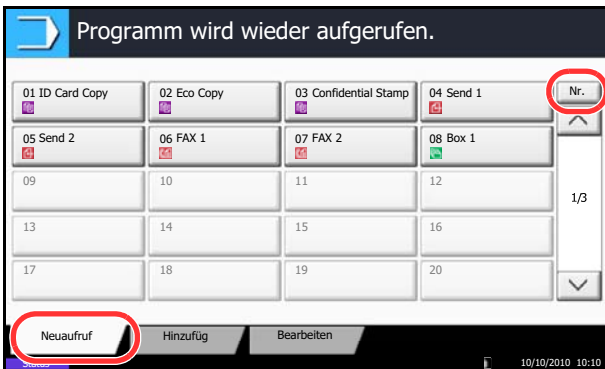 Programm wird wieder aufgerufen.
01 ID Card Copy
02 Eco Copy
03 Confidential Stamp
04 Send 1
Nr.
05 Send 2
06 FAX 1
07 FAX 2
08 Box 1
09
10
11
12
1/3
13
14
15
16
17
18
19
20
Neuaufruf
Hinzufüg
Bearbeiten
Status
10/10/2010 10:10